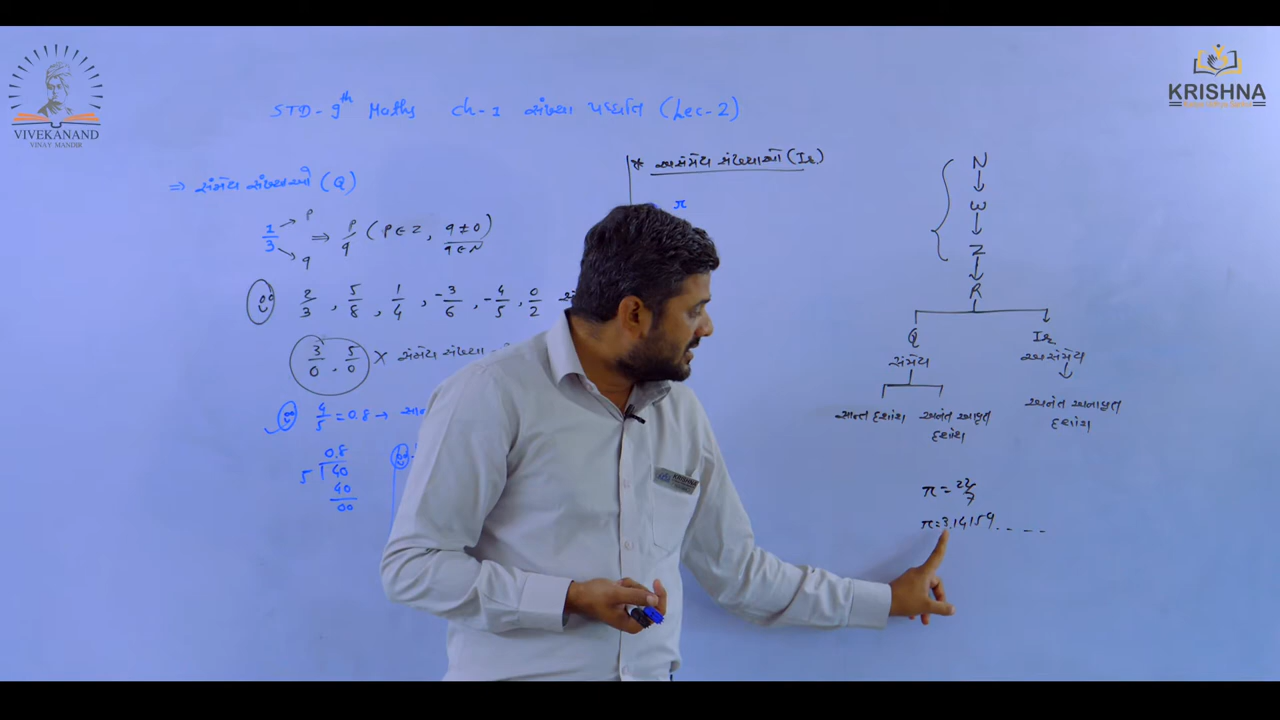 VIVEKANAND
VINAY MANDIR
KRISHNA
STD-9th Maths ch-1 સંખ્યા પધ્ધતિ (Lec-2)
⇒ સંમેય સંખ્યાઓ (Q)
1/3 → p → q ⇒ p/q (P∈Z, q≠0) q∈N
2/3, 5/8, 1/4, -3/6, -4/5, 0/2
3/0, 5/0 × સંમેય સંખ્યા
4/5 = 0.8 → સાન્ત
0.8
5 40
40
00
* અસંમેય સંખ્યાઓ (Ir)
π
N
W
Z
R
Q Ir
સંમેય અસંમેય
સાન્ત દશાંશ અનંત આવૃત દશાંશ અનંત અનાવૃત દશાંશ
π = 22/7
π = 3.14159.....
KRISHNA